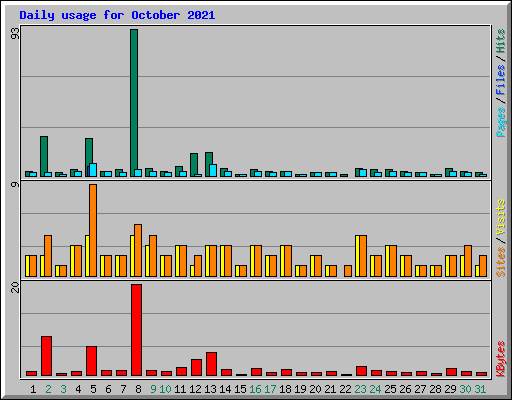 Daily usage for October 2021
93
Pages / Files / Hits
9
Sites / Visits
20
KBytes
1 2 3 4 5 6 7 8 9 10 11 12 13 14 15 16 17 18 19 20 21 22 23 24 25 26 27 28 29 30 31